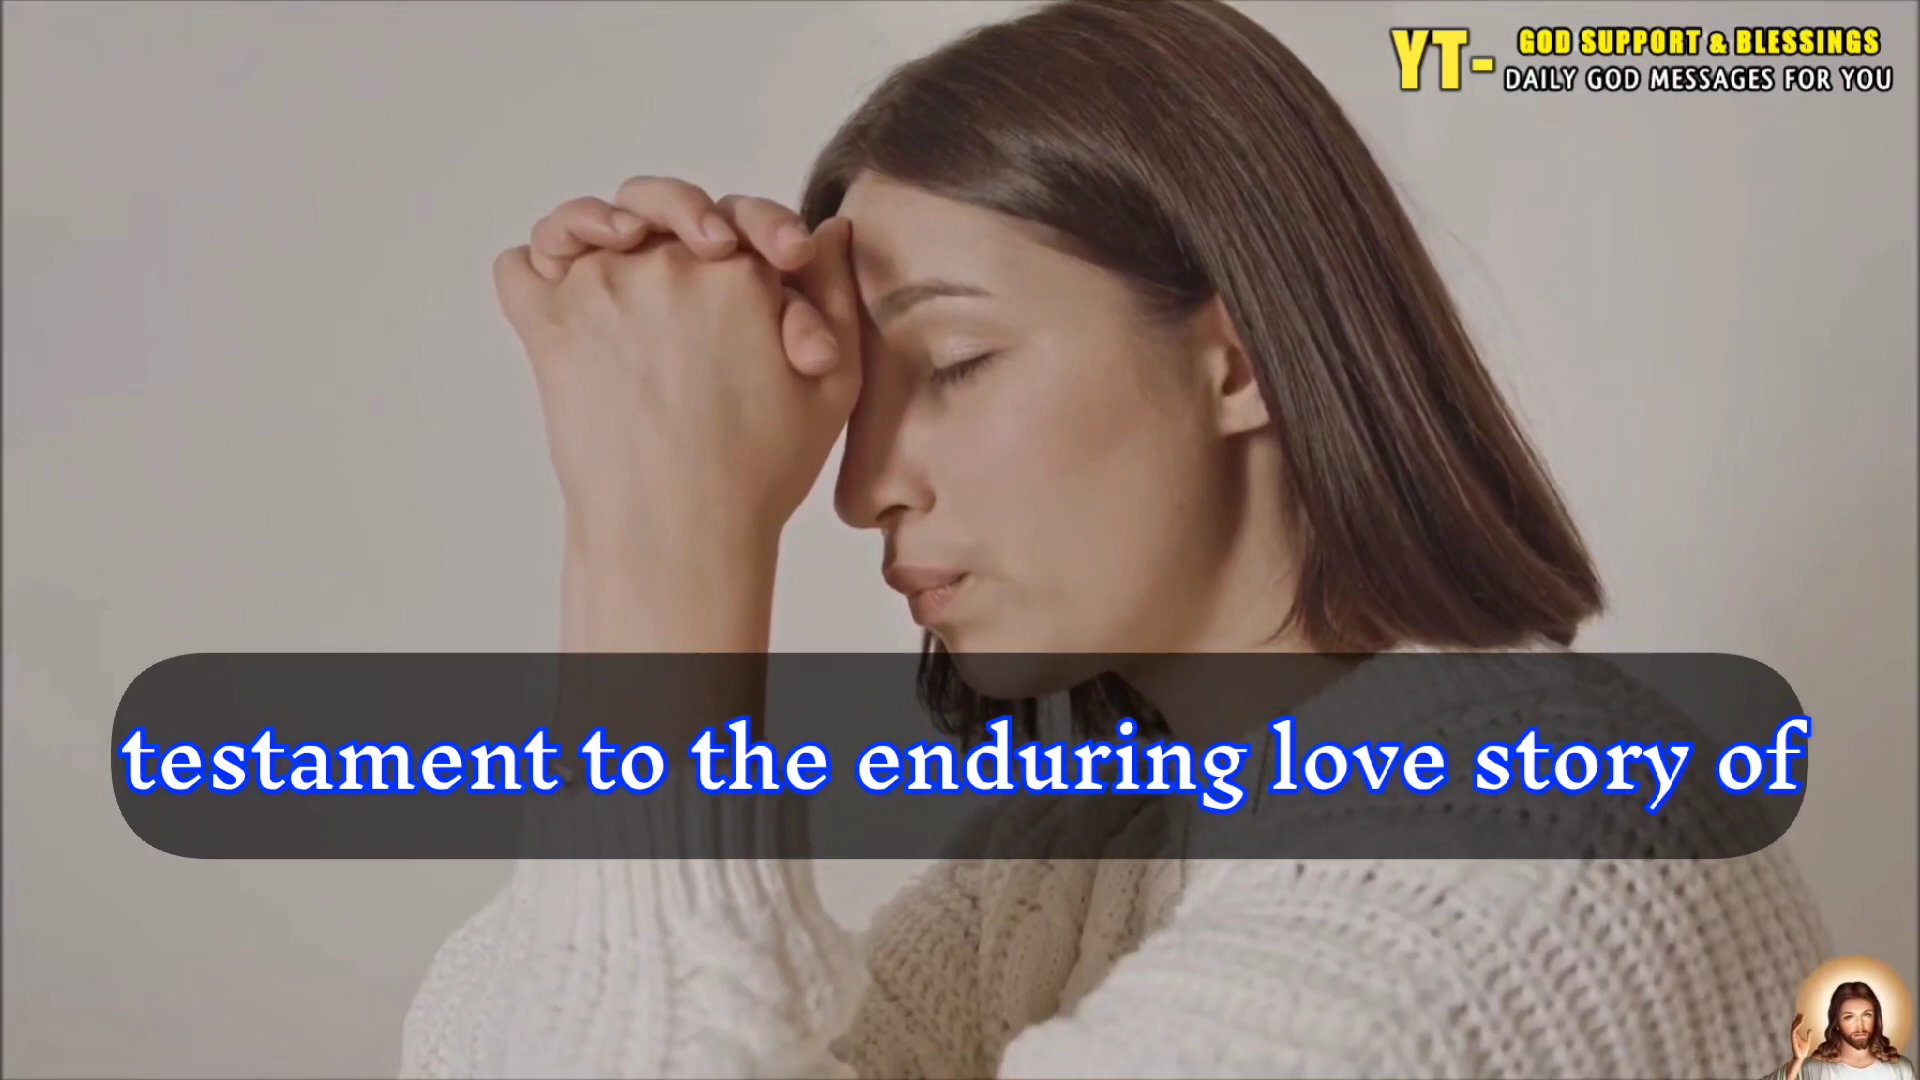 YT- GOD SUPPORT & BLESSINGS
DAILY GOD MESSAGES FOR YOU
testament to the enduring love story of